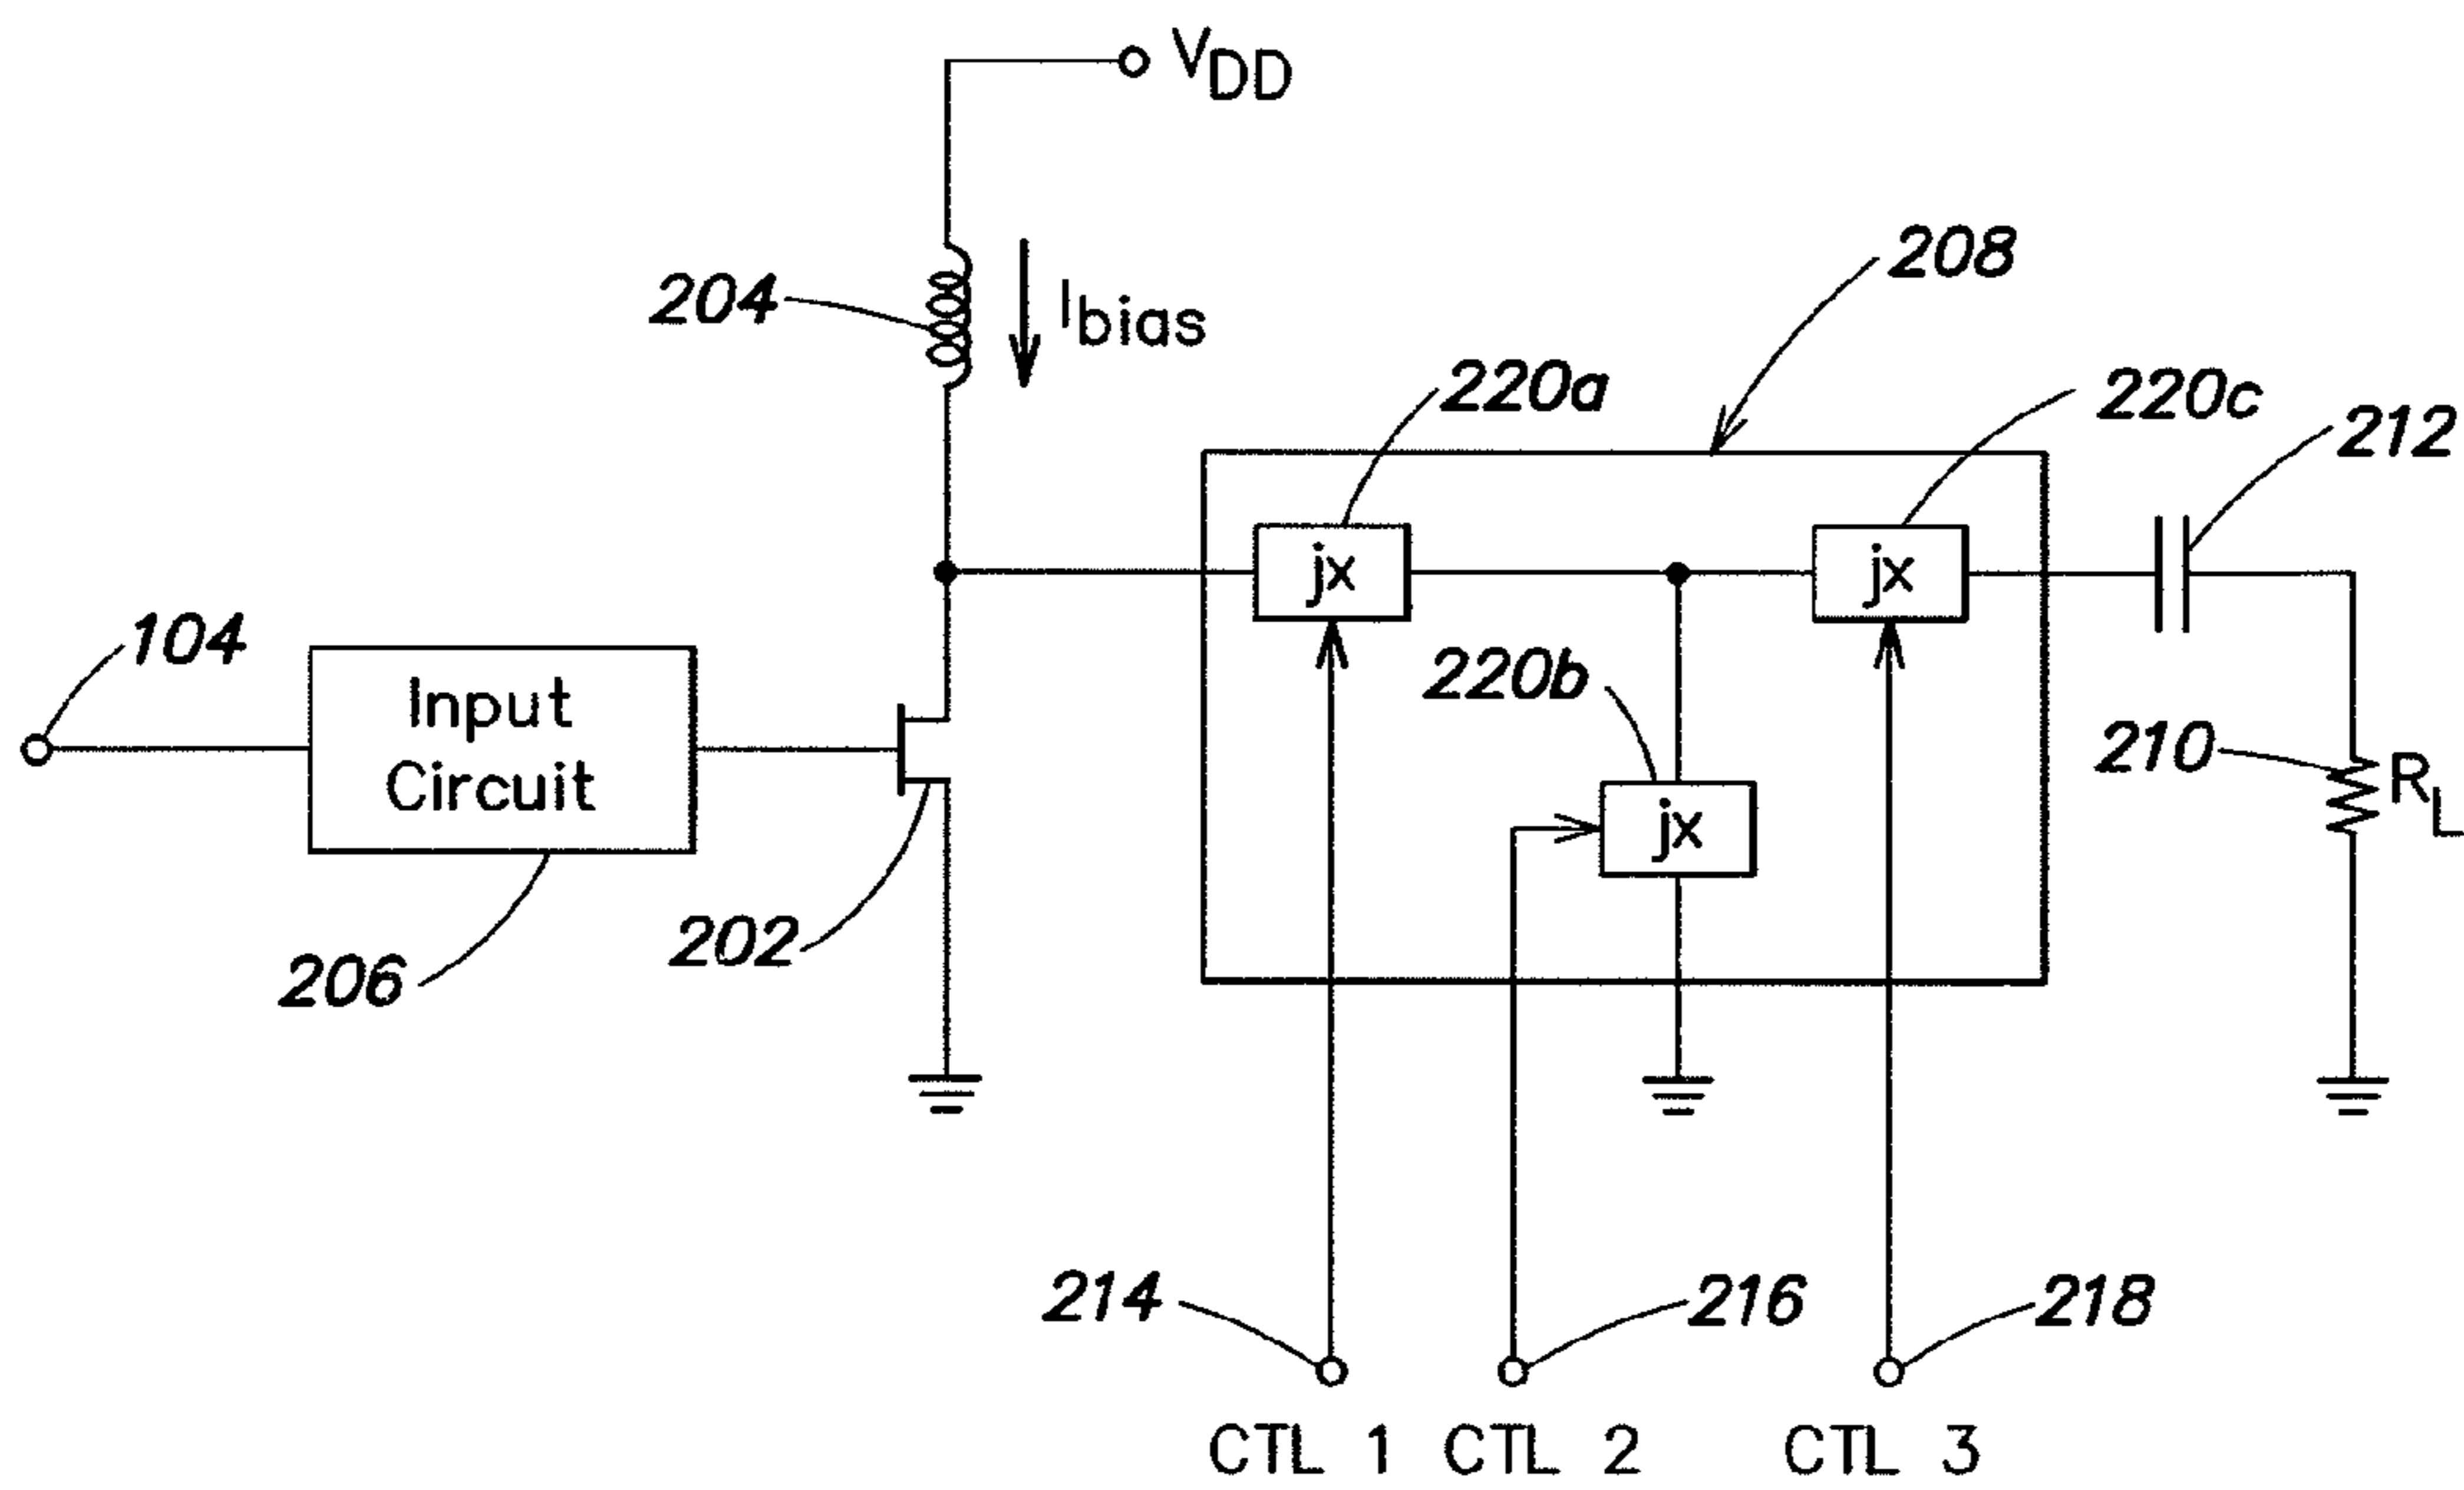 VDD
204
Ibias
208
220a
220c
212
jx
jx
104
Input
Circuit
220b
210
RL
jx
206
202
214
216
218
CTL 1
CTL 2
CTL 3